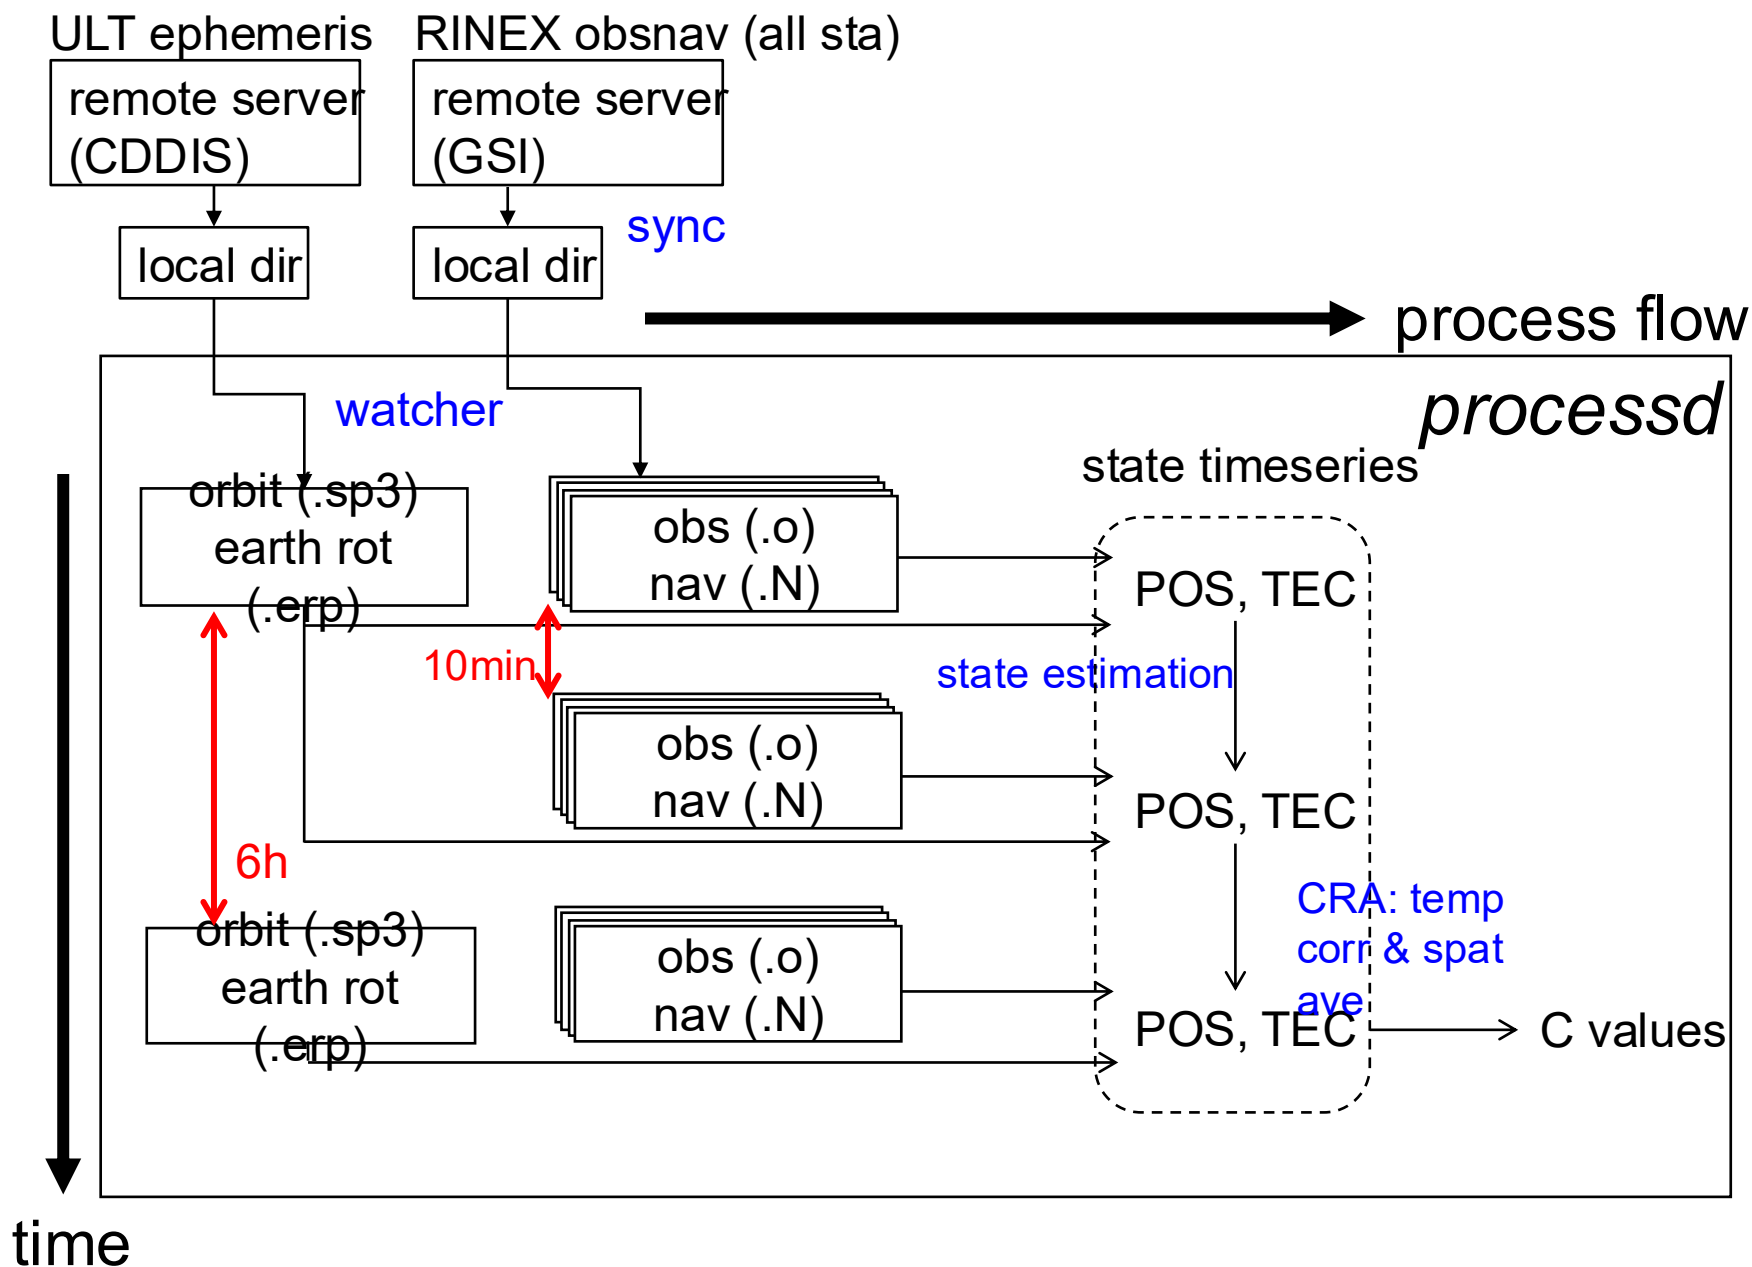 ULT ephemeris
RINEX obsnav (all sta)
remote server
(CDDIS)
remote server
(GSI)
sync
local dir
local dir
process flow
processd
watcher
state timeseries
orbit (.sp3)
earth rot
(.erp)
obs (.o)
nav (.N)
POS, TEC
10min
state estimation
obs (.o)
nav (.N)
POS, TEC
6h
CRA: temp
corr & spat
ave
orbit (.sp3)
earth rot
(.erp)
obs (.o)
nav (.N)
POS, TEC
C values
time